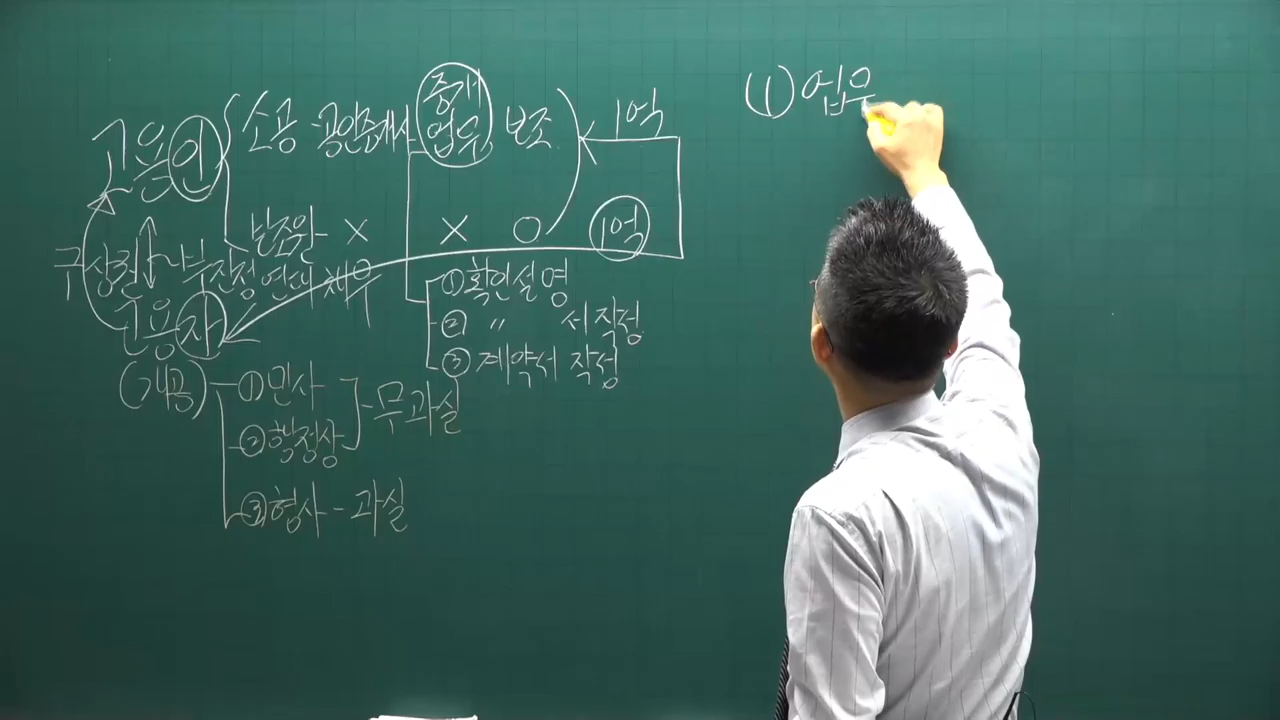 고용인 소공 공인중개사 중개업무 보조 1억
보조원 × × ○ 1억
구상권 부진정 연대 채무
고용자
(개공) ①민사
②행정상 무과실
③형사 - 과실
①확인설명
② 〃 서 작성
③계약서 작성
(1) 업무